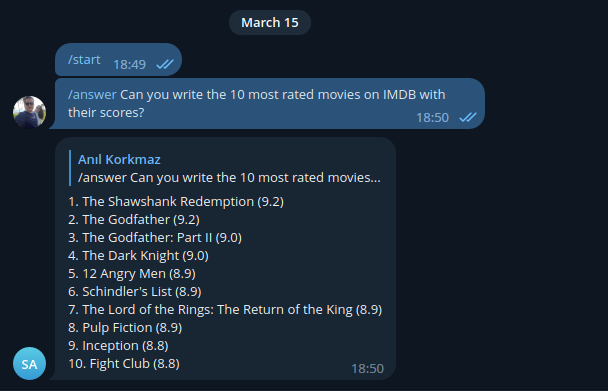 March 15
/start 18:49
/answer Can you write the 10 most rated movies on IMDB with
their scores? 18:50
Anıl Korkmaz
/answer Can you write the 10 most rated movies...
1. The Shawshank Redemption (9.2)
2. The Godfather (9.2)
3. The Godfather: Part II (9.0)
4. The Dark Knight (9.0)
5. 12 Angry Men (8.9)
6. Schindler's List (8.9)
7. The Lord of the Rings: The Return of the King (8.9)
8. Pulp Fiction (8.9)
9. Inception (8.8)
10. Fight Club (8.8)
SA 18:50